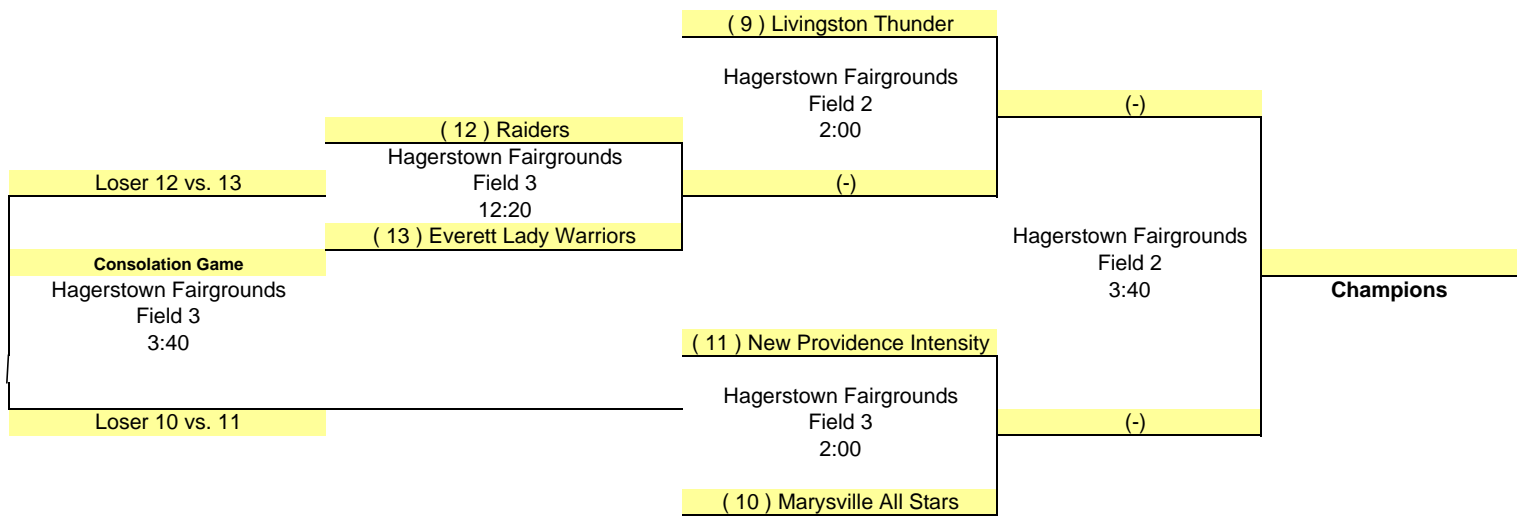 ( 9 ) Livingston Thunder
Hagerstown Fairgrounds
Field 2
2:00
(-)
( 12 ) Raiders
Hagerstown Fairgrounds
Field 3
12:20
( 13 ) Everett Lady Warriors
Loser 12 vs. 13
(-)
Consolation Game
Hagerstown Fairgrounds
Field 3
3:40
Hagerstown Fairgrounds
Field 2
3:40
Champions
( 11 ) New Providence Intensity
Hagerstown Fairgrounds
Field 3
2:00
Loser 10 vs. 11
(-)
( 10 ) Marysville All Stars